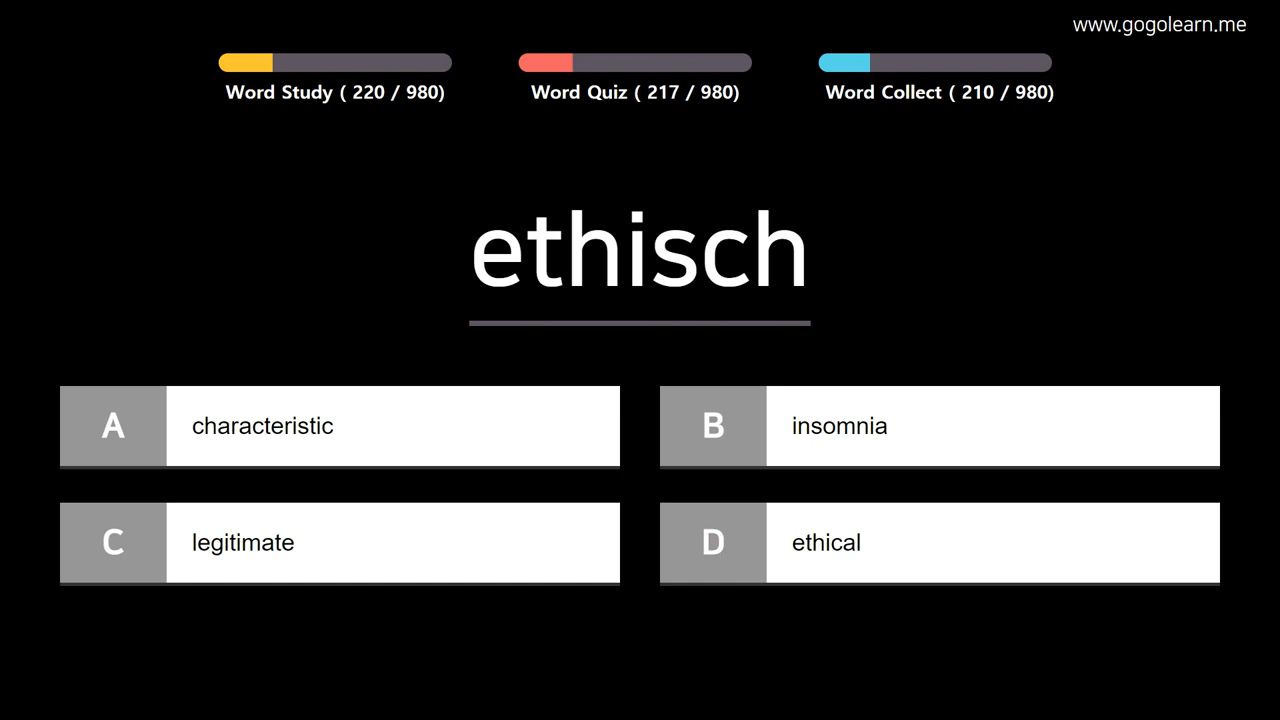 www.gogolearn.me
Word Study ( 220 / 980)
Word Quiz ( 217 / 980)
Word Collect ( 210 / 980)
ethisch
A characteristic
B insomnia
C legitimate
D ethical